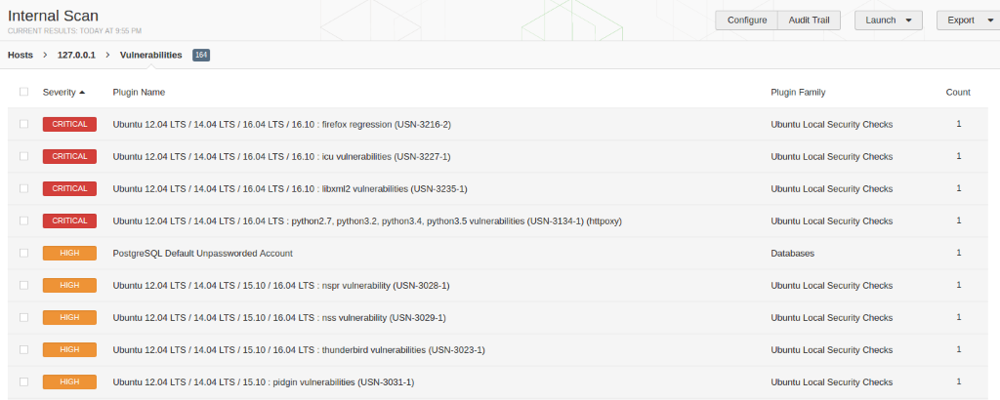 Internal Scan
CURRENT RESULTS: TODAY AT 9:55 PM
Configure Audit Trail Launch Export
Hosts > 127.0.0.1 > Vulnerabilities 164
Severity Plugin Name Plugin Family Count
CRITICAL Ubuntu 12.04 LTS / 14.04 LTS / 16.04 LTS / 16.10 : firefox regression (USN-3216-2) Ubuntu Local Security Checks 1
CRITICAL Ubuntu 12.04 LTS / 14.04 LTS / 16.04 LTS / 16.10 : icu vulnerabilities (USN-3227-1) Ubuntu Local Security Checks 1
CRITICAL Ubuntu 12.04 LTS / 14.04 LTS / 16.04 LTS / 16.10 : libxml2 vulnerabilities (USN-3235-1) Ubuntu Local Security Checks 1
CRITICAL Ubuntu 12.04 LTS / 14.04 LTS / 16.04 LTS : python2.7, python3.2, python3.4, python3.5 vulnerabilities (USN-3134-1) (httpoxy) Ubuntu Local Security Checks 1
HIGH PostgreSQL Default Unpassworded Account Databases 1
HIGH Ubuntu 12.04 LTS / 14.04 LTS / 15.10 / 16.04 LTS : nspr vulnerability (USN-3028-1) Ubuntu Local Security Checks 1
HIGH Ubuntu 12.04 LTS / 14.04 LTS / 15.10 / 16.04 LTS : nss vulnerability (USN-3029-1) Ubuntu Local Security Checks 1
HIGH Ubuntu 12.04 LTS / 14.04 LTS / 15.10 / 16.04 LTS : thunderbird vulnerabilities (USN-3023-1) Ubuntu Local Security Checks 1
HIGH Ubuntu 12.04 LTS / 14.04 LTS / 15.10 : pidgin vulnerabilities (USN-3031-1) Ubuntu Local Security Checks 1